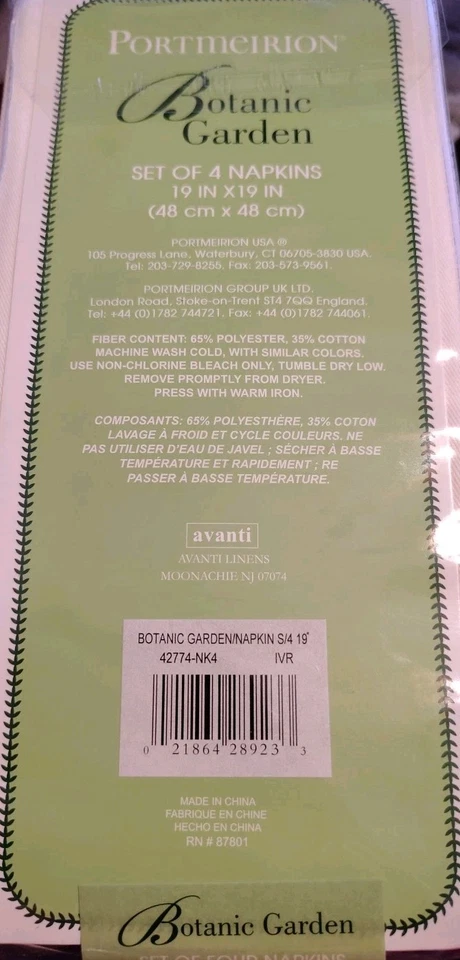 PORTMEIRION®
Botanic
Garden
SET OF 4 NAPKINS
19 IN X19 IN
(48 cm x 48 cm)
PORTMEIRION USA ®
105 Progress Lane, Waterbury, CT 06705-3830 USA.
Tel: 203-729-8255. Fax: 203-573-9561.
PORTMEIRION GROUP UK LTD.
London Road, Stoke-on-Trent ST4 7QQ England.
Tel: +44 (0)1782 744721. Fax: +44 (0)1782 744061.
FIBER CONTENT: 65% POLYESTER, 35% COTTON
MACHINE WASH COLD, WITH SIMILAR COLORS.
USE NON-CHLORINE BLEACH ONLY, TUMBLE DRY LOW.
REMOVE PROMPTLY FROM DRYER.
PRESS WITH WARM IRON.
COMPOSANTS: 65% POLYESTHÉRE, 35% COTON
LAVAGE À FROID ET CYCLE COULEURS. NE
PAS UTILISER D'EAU DE JAVEL ; SÉCHER À BASSE
TEMPÉRATURE ET RAPIDEMENT ; RE
PASSER À BASSE TEMPÉRATURE.
avanti
AVANTI LINENS
MOONACHIE NJ 07074
BOTANIC GARDEN/NAPKIN S/4 19"
42774-NK4 IVR
0 21864 28923 3
MADE IN CHINA
FABRIQUE EN CHINE
HECHO EN CHINA
RN # 87801
Botanic Garden
SET OF FOUR NAPKINS